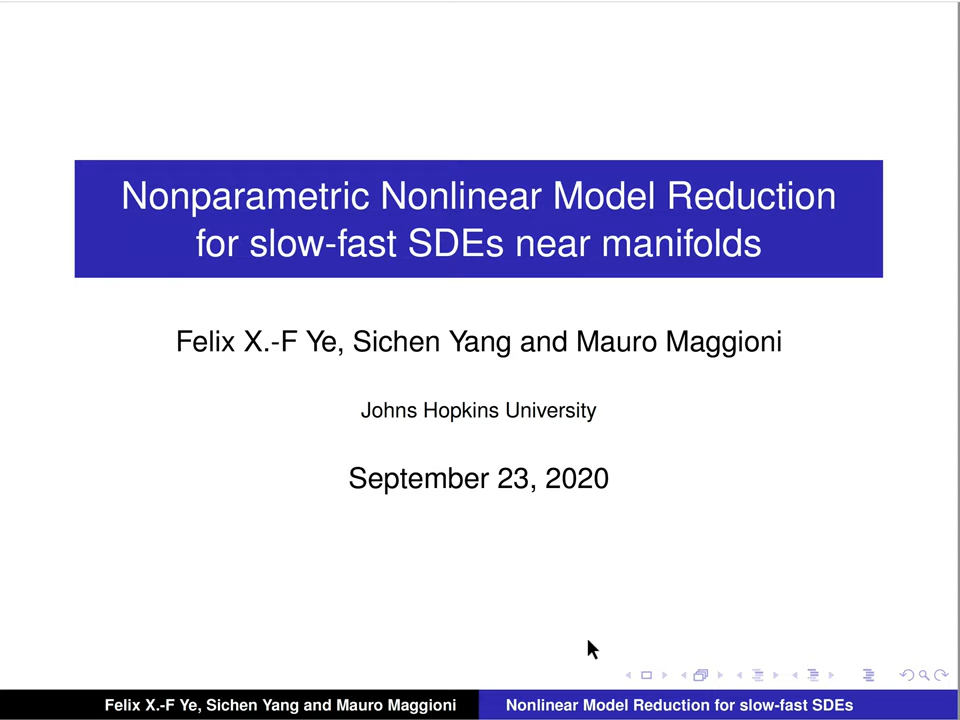 Nonparametric Nonlinear Model Reduction
for slow-fast SDEs near manifolds
Felix X.-F Ye, Sichen Yang and Mauro Maggioni
Johns Hopkins University
September 23, 2020
Felix X.-F Ye, Sichen Yang and Mauro Maggioni
Nonlinear Model Reduction for slow-fast SDEs